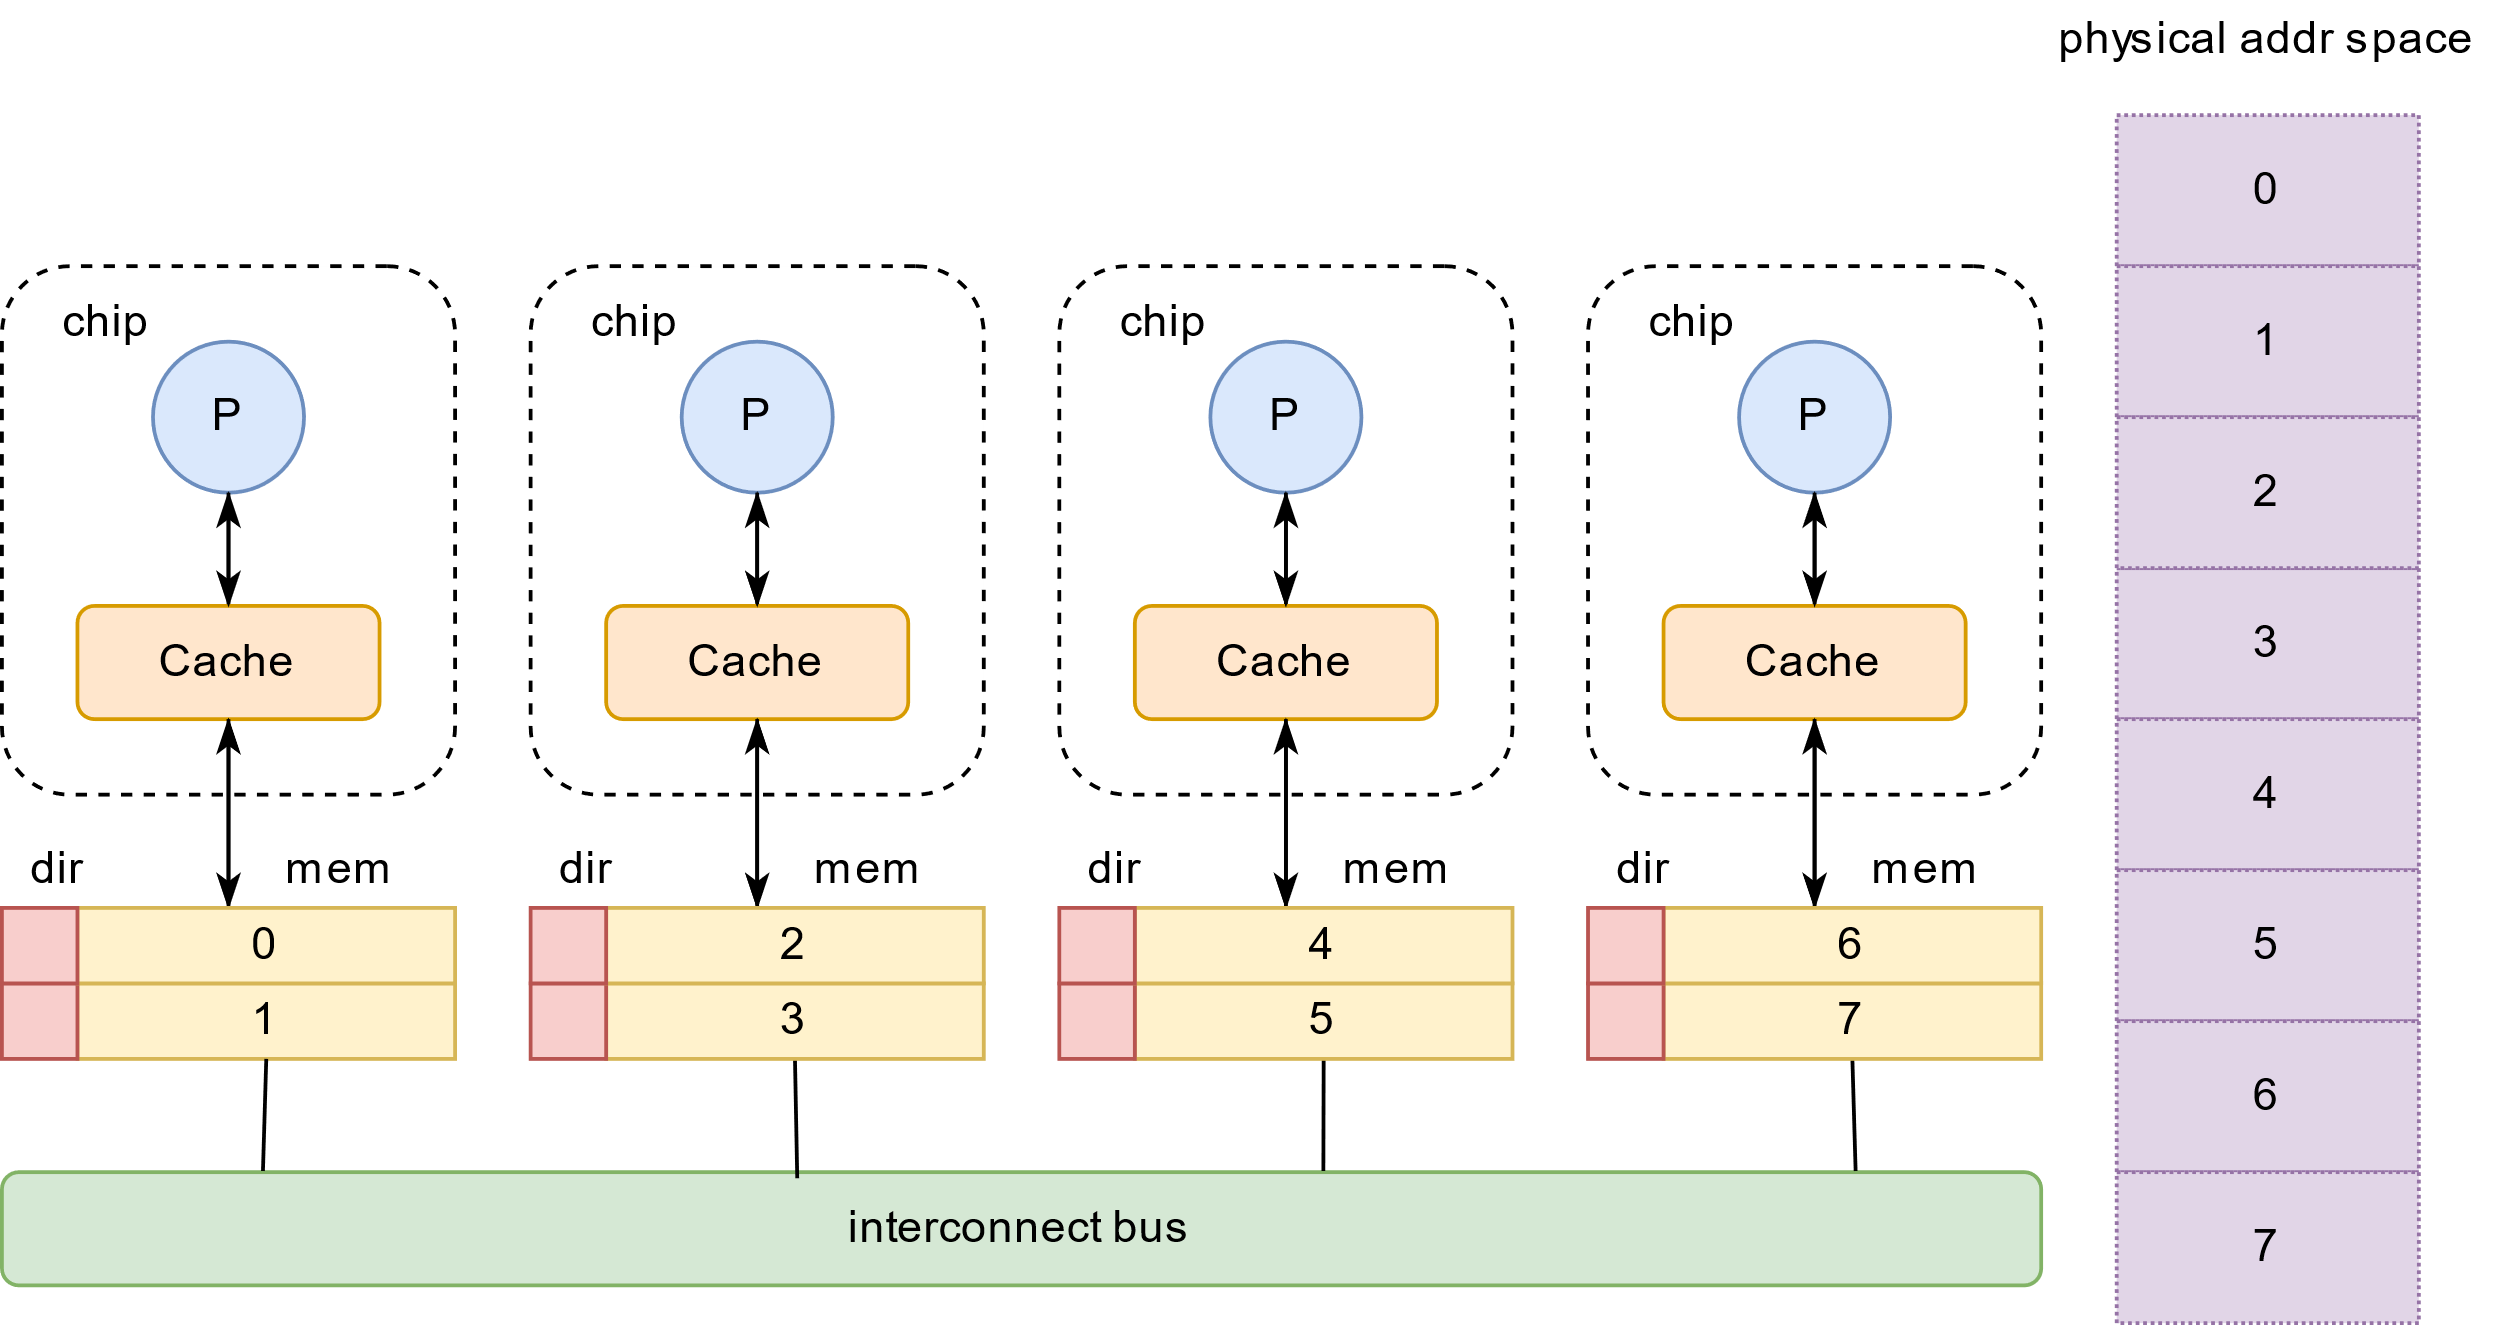 physical addr space
0
1
2
3
4
5
6
7
chip chip chip chip
P P P P
Cache Cache Cache Cache
dir mem dir mem dir mem dir mem
0 2 4 6
1 3 5 7
interconnect bus